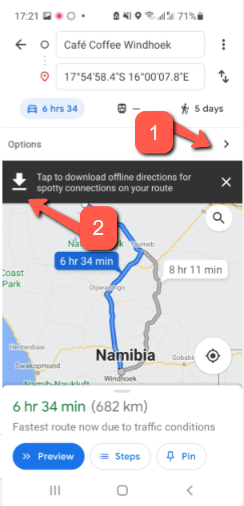 17:21 71%
Café Coffee Windhoek
17°54'58.4"S 16°00'07.8"E
6 hrs 34 — 5 days
1
Options
Tap to download offline directions for
spotty connections on your route
2
Tsumeb
6 hr 34 min
8 hr 11 min
Coast
Park
Otjiwarongo
Hentiesbaai
Namibia
Gobabis
Swakopmund
Windhoek
Namib-Naukluft
6 hr 34 min (682 km)
Fastest route now due to traffic conditions
Preview Steps Pin